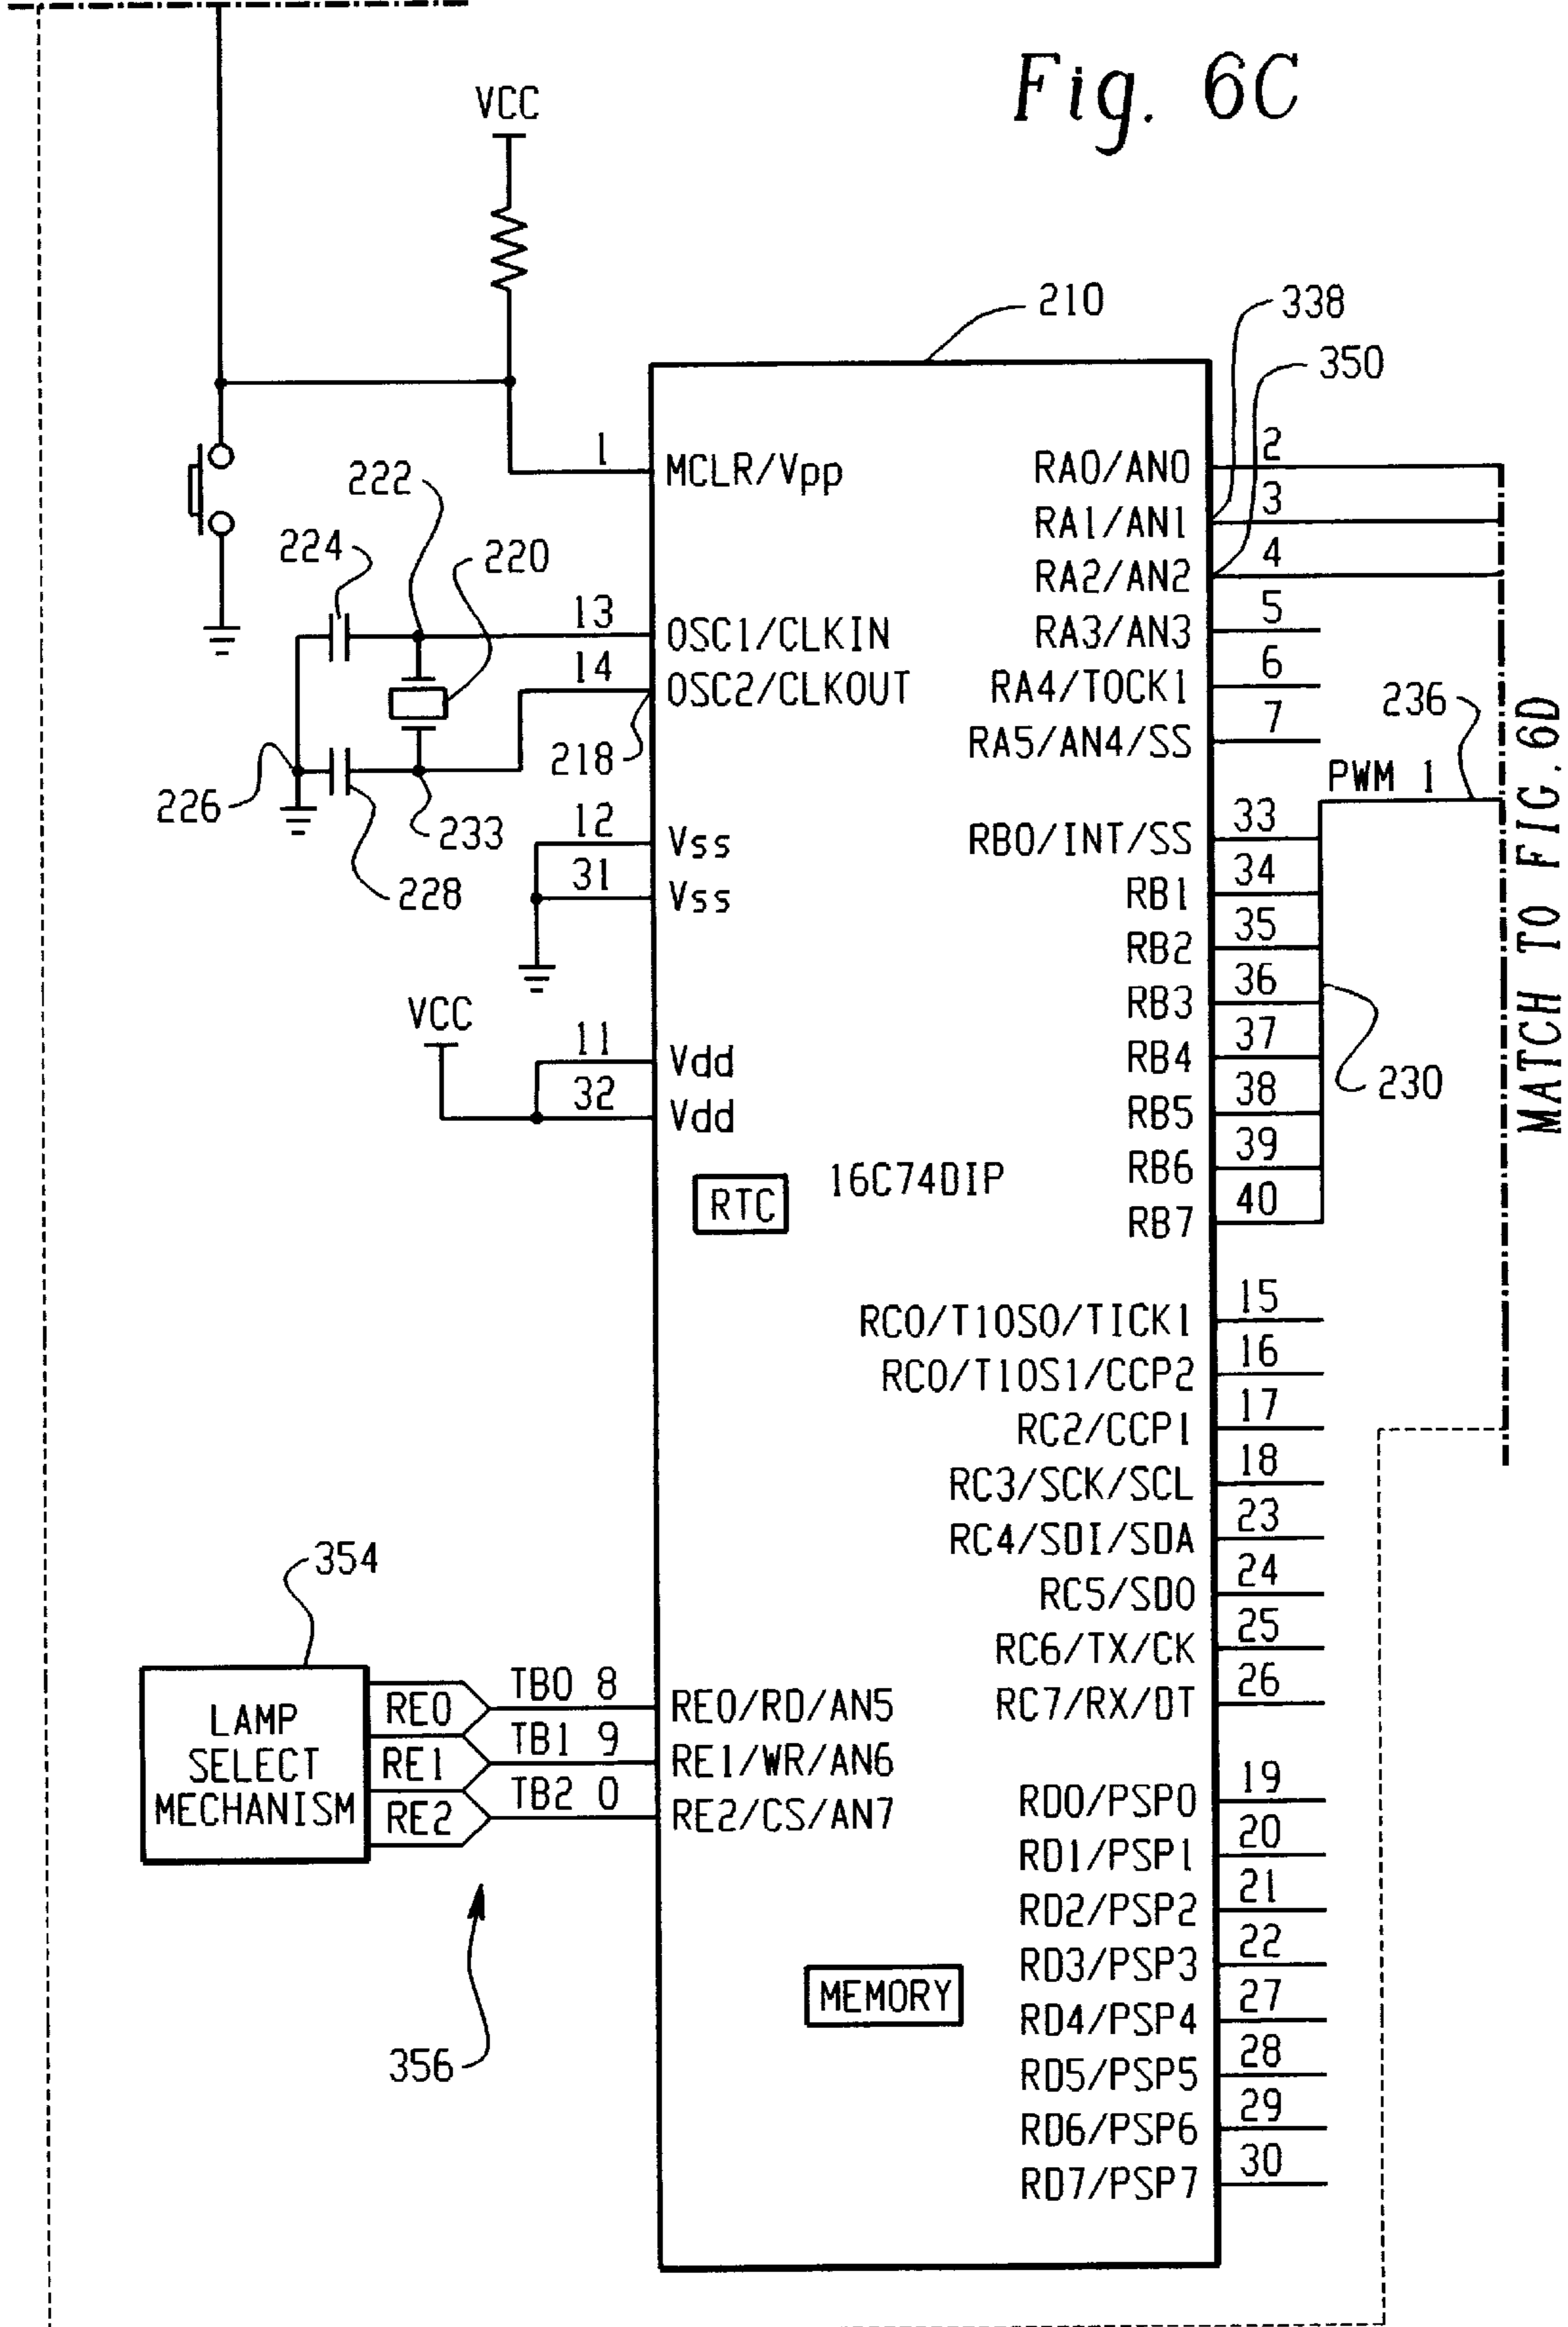 Fig. 6C
VCC
210
338
350
1
MCLR/Vpp
RA0/AN0
2
222
RA1/AN1
3
224
220
RA2/AN2
4
13
OSC1/CLKIN
RA3/AN3
5
14
OSC2/CLKOUT
RA4/TOCK1
6
218
RA5/AN4/SS
7
236
226
233
PWM 1
228
12
Vss
RB0/INT/SS
33
31
Vss
RB1
34
RB2
35
VCC
RB3
36
11
Vdd
RB4
37
230
32
Vdd
RB5
38
MATCH TO FIG.6D
RTC
16C74DIP
RB6
39
RB7
40
RC0/T10S0/TICK1
15
RC0/T10S1/CCP2
16
RC2/CCP1
17
RC3/SCK/SCL
18
RC4/SDI/SDA
23
354
RC5/SDO
24
RC6/TX/CK
25
RC7/RX/DT
26
LAMP
SELECT
MECHANISM
RE0
TB0 8
RE0/RD/AN5
RE1
TB1 9
RE1/WR/AN6
RE2
TB2 0
RE2/CS/AN7
RD0/PSP0
19
RD1/PSP1
20
RD2/PSP2
21
RD3/PSP3
22
MEMORY
RD4/PSP4
27
356
RD5/PSP5
28
RD6/PSP6
29
RD7/PSP7
30